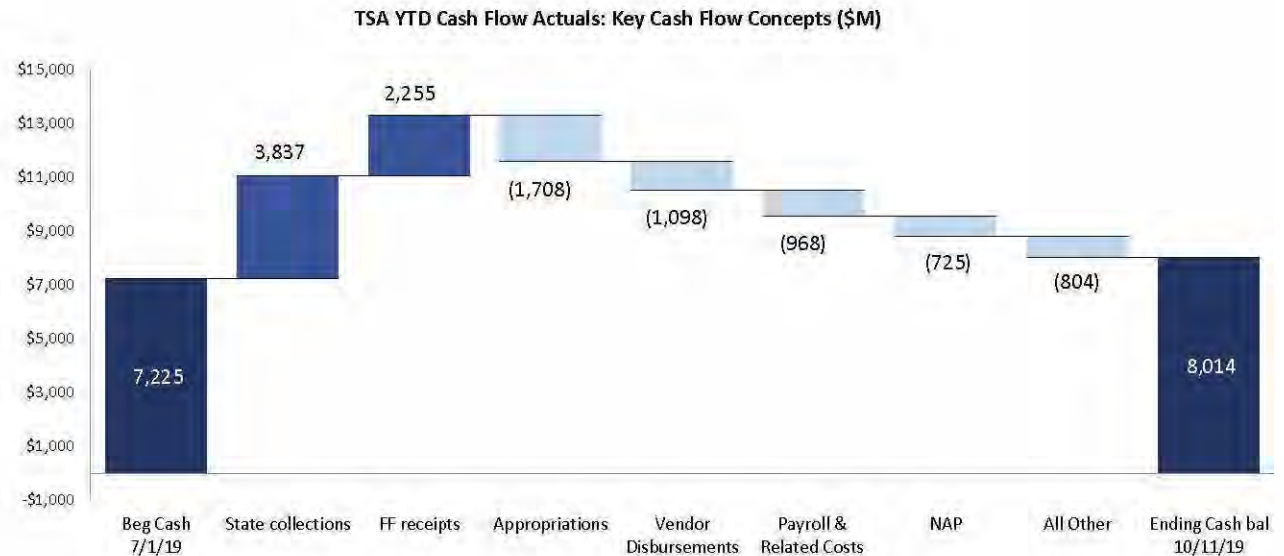 TSA YTD Cash Flow Actuals: Key Cash Flow Concepts ($M)
$15,000
$13,000
$11,000
$9,000
$7,000
$5,000
$3,000
$1,000
-$1,000
7,225
3,837
2,255
(1,708)
(1,098)
(968)
(725)
(804)
8,014
Beg Cash
7/1/19
State collections
FF receipts
Appropriations
Vendor
Disbursements
Payroll &
Related Costs
NAP
All Other
Ending Cash bal
10/11/19